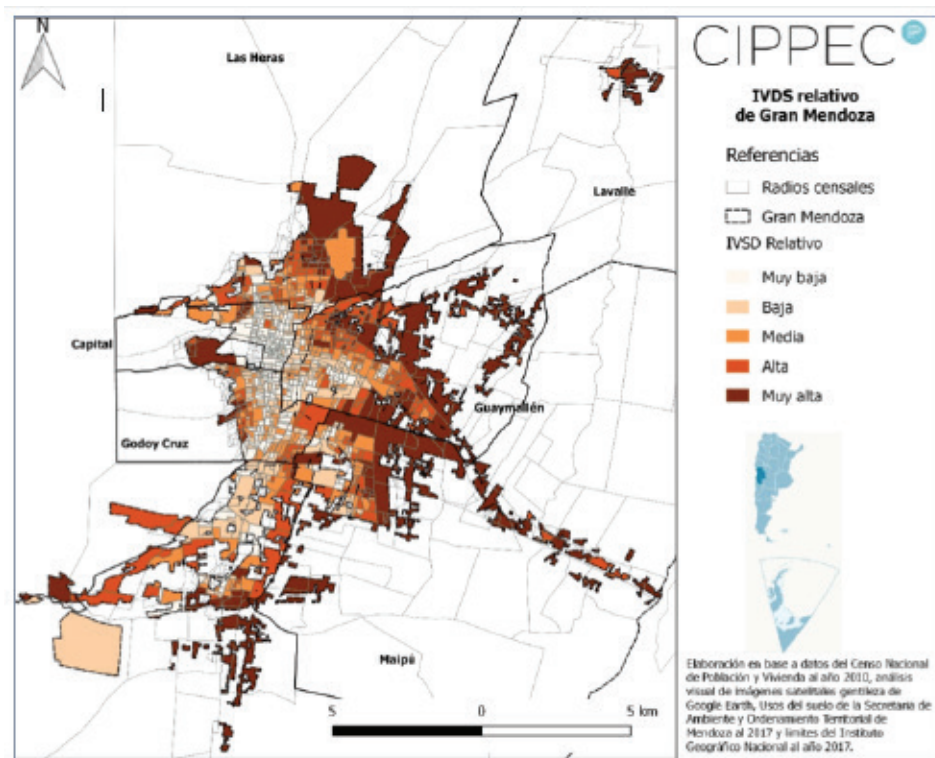 N
Las Heras
Lavalle
Capital
Guaymallén
Godoy Cruz
Maipú
5 0 5 km
CIPPEC
IVDS relativo
de Gran Mendoza
Referencias
Radios censales
Gran Mendoza
IVSD Relativo
Muy baja
Baja
Media
Alta
Muy alta
Elaboración en base a datos del Censo Nacional
de Población y Vivienda al año 2010, análisis
visual de imágenes satelitales gentileza de
Google Earth, Usos del suelo de la Secretaria de
Ambiente y Ordenamiento Territorial de
Mendoza al 2017 y límites del Instituto
Geográfico Nacional al año 2017.